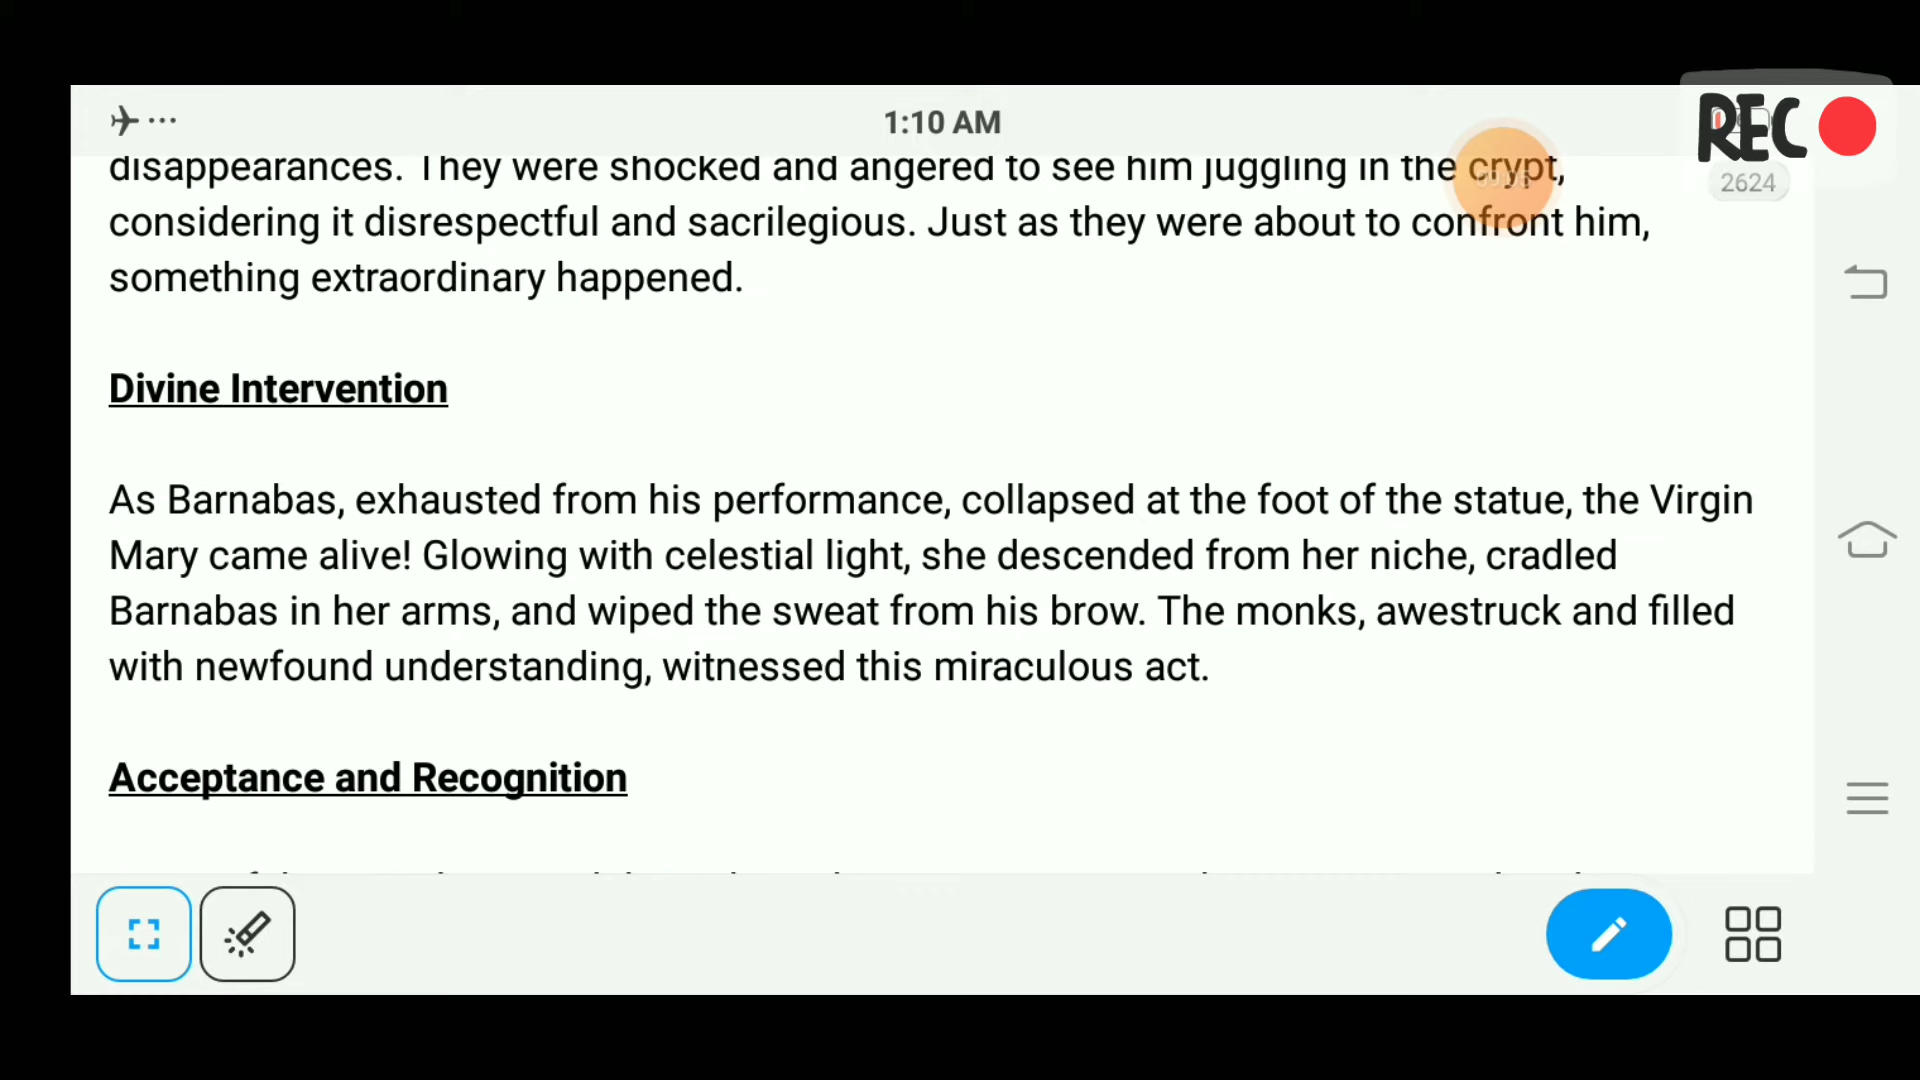 1:10 AM
REC
2624
disappearances. They were shocked and angered to see him juggling in the crypt,
considering it disrespectful and sacrilegious. Just as they were about to confront him,
something extraordinary happened.
Divine Intervention
As Barnabas, exhausted from his performance, collapsed at the foot of the statue, the Virgin
Mary came alive! Glowing with celestial light, she descended from her niche, cradled
Barnabas in her arms, and wiped the sweat from his brow. The monks, awestruck and filled
with newfound understanding, witnessed this miraculous act.
Acceptance and Recognition